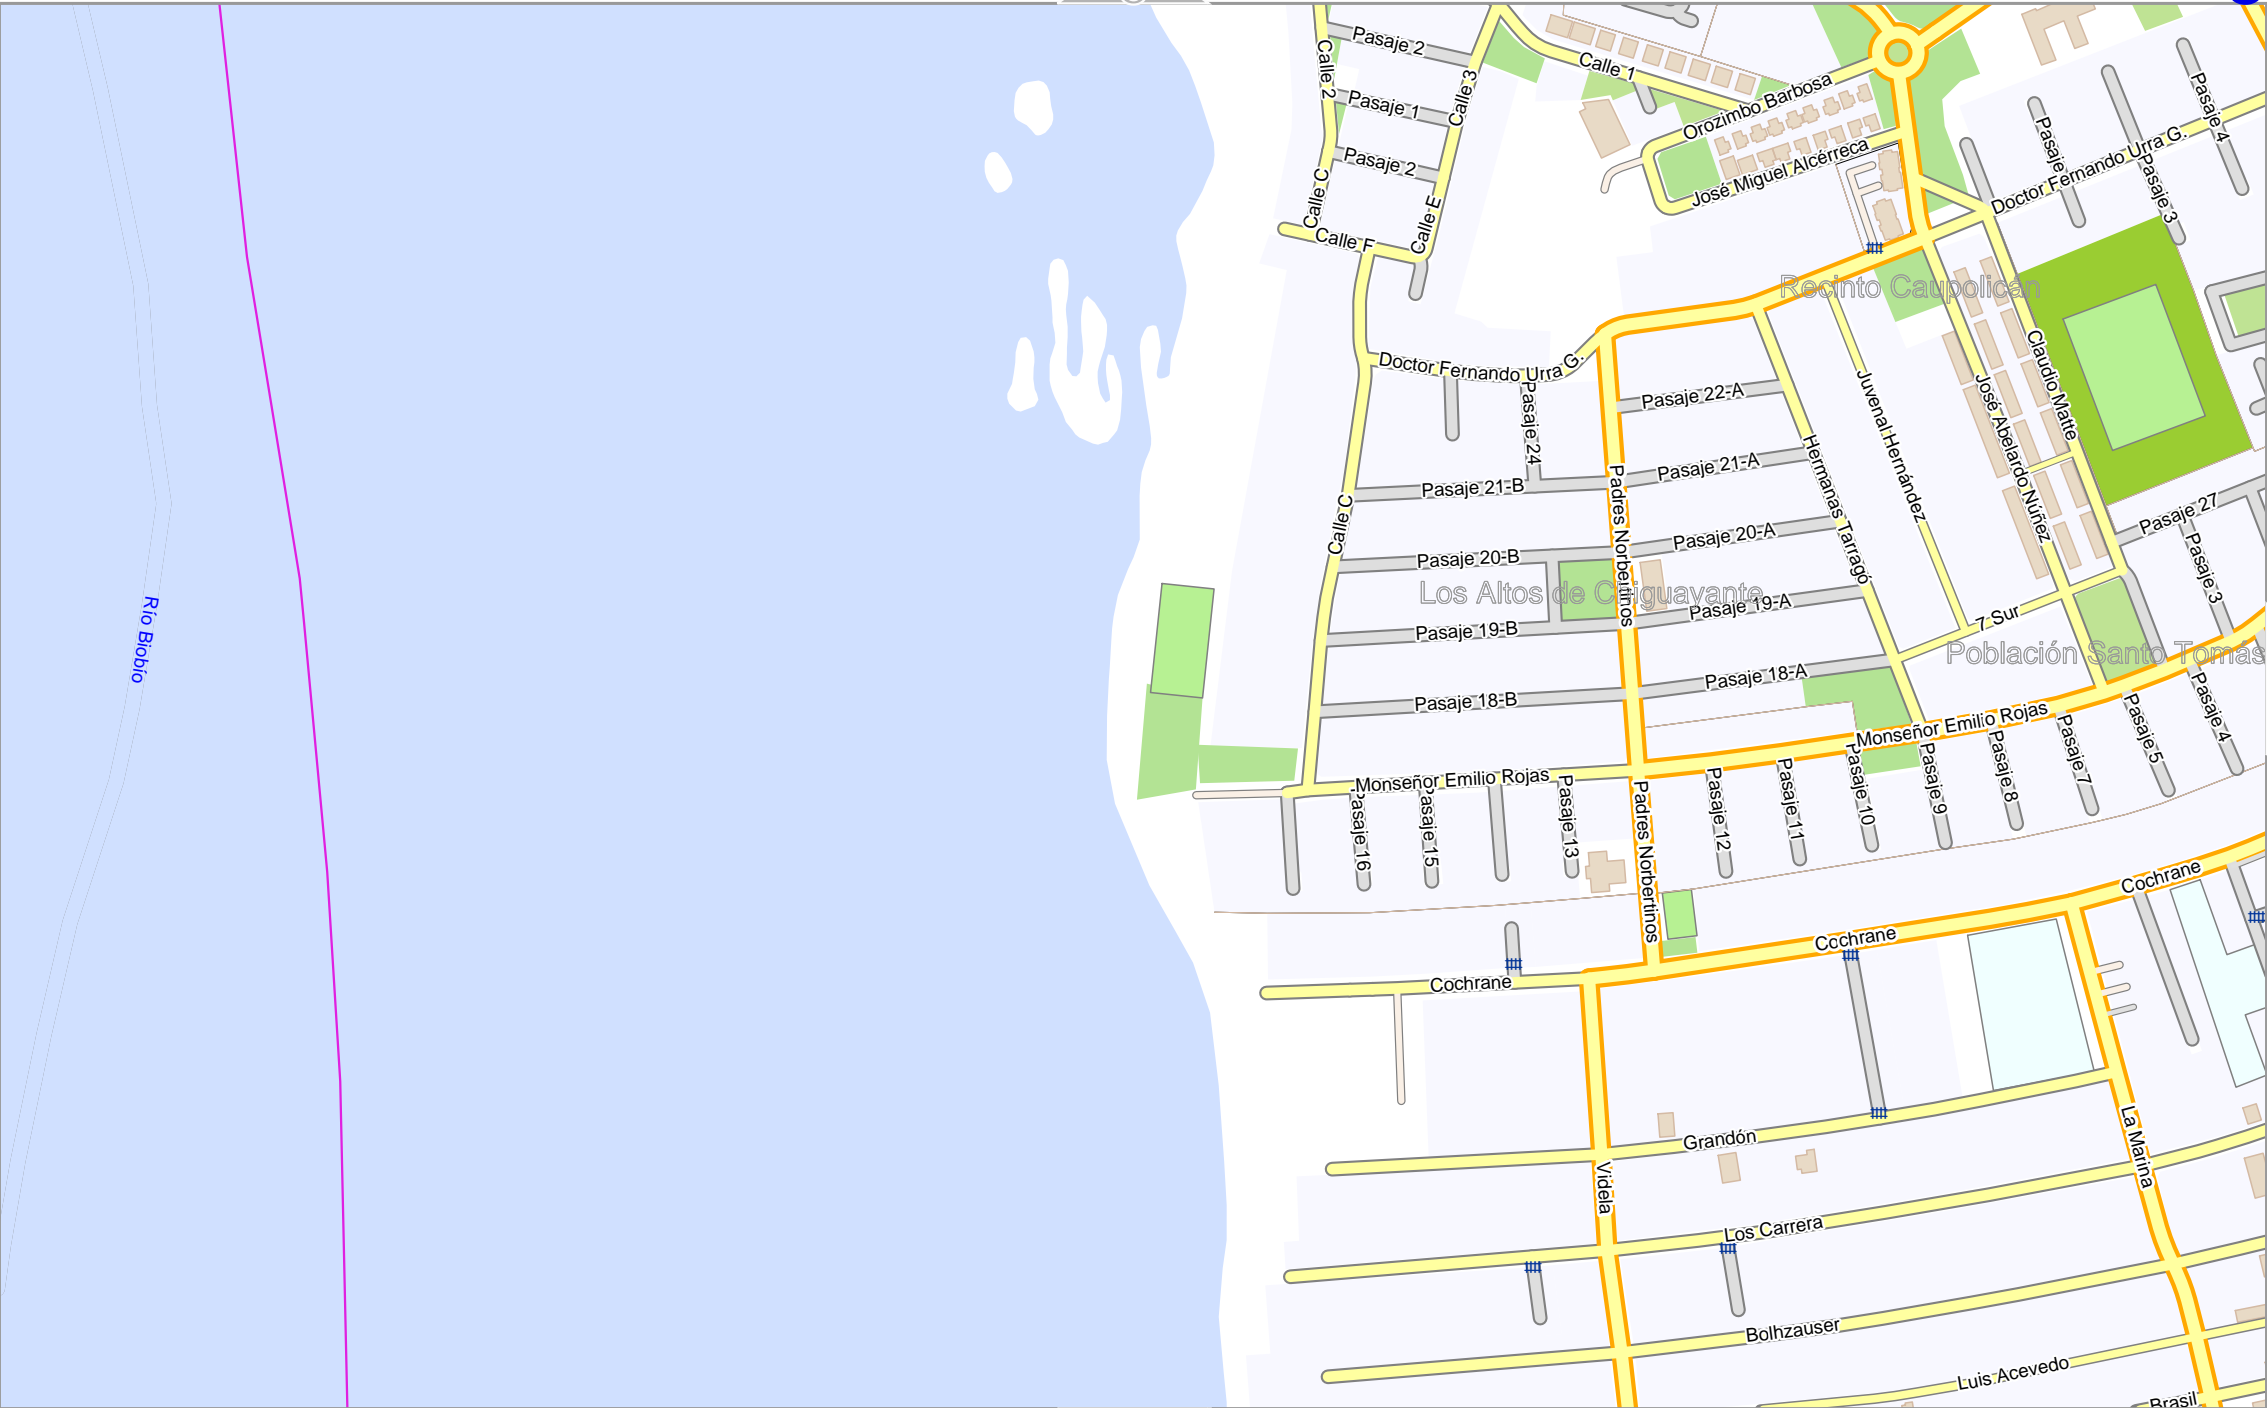 Pasaje 2
Calle 2
Calle 3
Calle 1
Pasaje 1
Orozimbo Barbosa
Pasaje 4
Pasaje
Doctor Fernando Urra G.
Pasaje 2
José Miguel Alcérreca
Pasaje 3
Calle C
Calle E
Calle F
Recinto Caupolicán
Doctor Fernando Urra G.
Claudio Matte
Pasaje 22-A
Pasaje 24
Juvenal Hernández
José Abelardo Núñez
Pasaje 21-A
Pasaje 21-B
Hermanas Tarragó
Padres Norbertinos
Calle C
Pasaje 27
Pasaje 20-A
Pasaje 20-B
Pasaje 3
Los Altos de Chiguayante
Pasaje 19-A
Pasaje 19-B
7 Sur
Río Biobío
Población Santo Tomás
Pasaje 18-A
Pasaje 18-B
Pasaje 4
Monseñor Emilio Rojas
Pasaje 5
Pasaje 7
Pasaje 8
Pasaje 9
Pasaje 10
Pasaje 11
Pasaje 12
Monseñor Emilio Rojas
Pasaje 13
Pasaje 15
Pasaje 16
Padres Norbertinos
Cochrane
Cochrane
Cochrane
Grandón
La Marina
Videla
Los Carrera
Bolhzauser
Luis Acevedo
Brasil